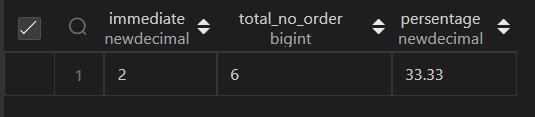 immediate total_no_order persentage
newdecimal bigint newdecimal
1 2 6 33.33